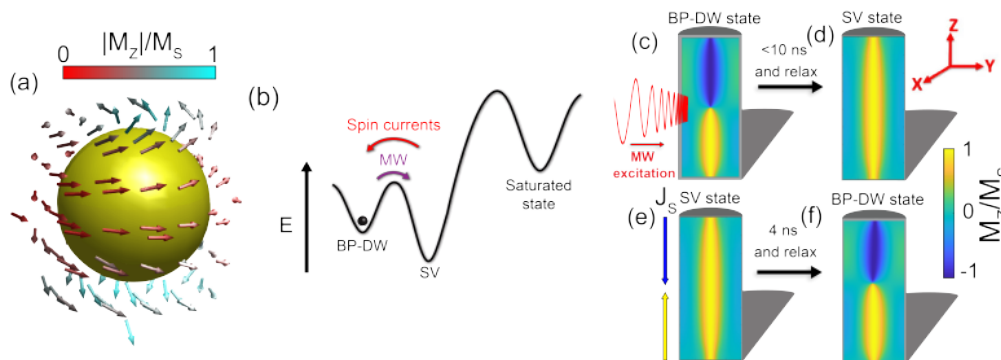 |M_Z|/M_S
0 1
(a)
(b)
Spin currents
MW
E
BP-DW
SV
Saturated
state
(c)
BP-DW state
<10 ns
and relax
MW
excitation
(d)
SV state
Z
Y
X
(e)
J_S
SV state
4 ns
and relax
(f)
BP-DW state
1
0
-1
M_Z/M_S